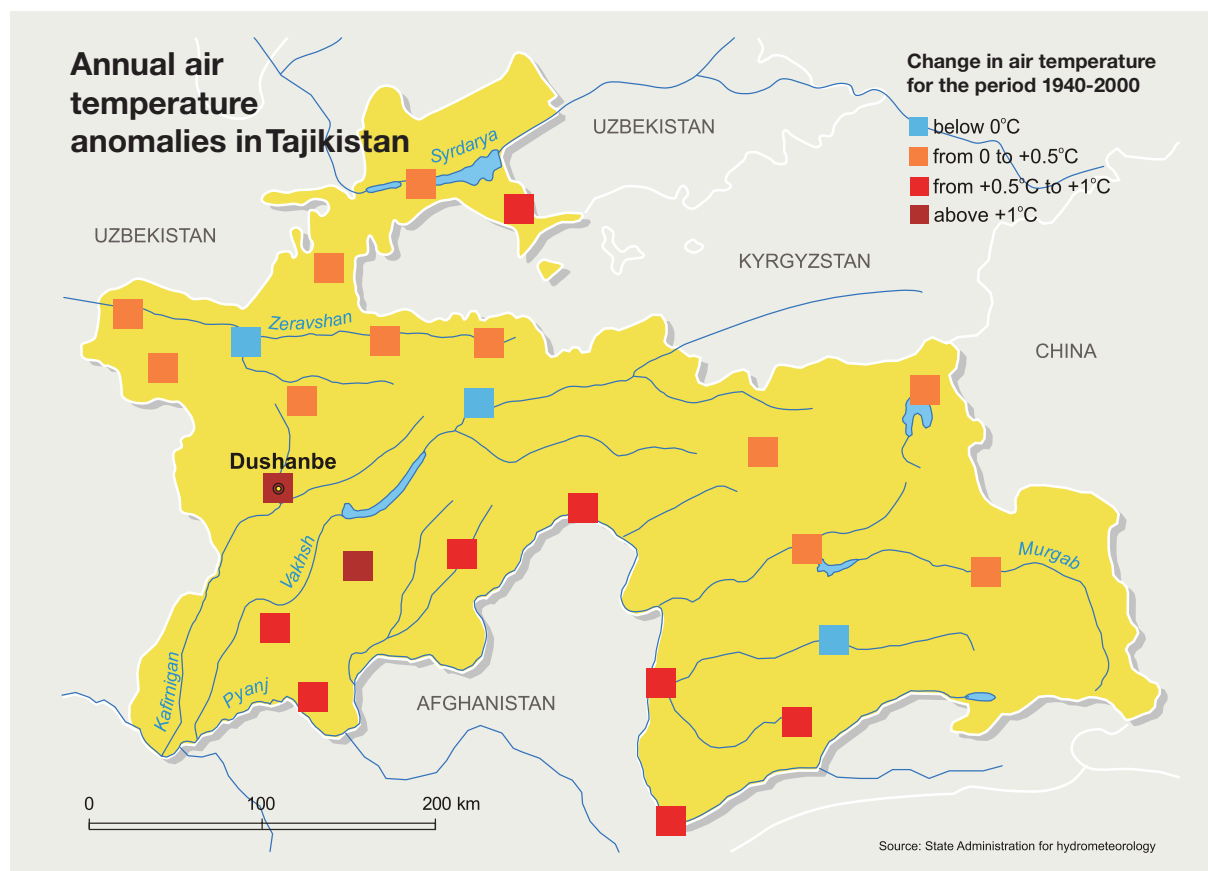 Annual air
temperature
anomalies in Tajikistan
Change in air temperature
for the period 1940-2000
below 0°C
from 0 to +0.5°C
from +0.5°C to +1°C
above +1°C
UZBEKISTAN
Syrdarya
UZBEKISTAN
KYRGYZSTAN
Zeravshan
CHINA
Dushanbe
Vakhsh
Murgab
Kafirnigan
Pyanj
AFGHANISTAN
0 100 200 km
Source: State Administration for hydrometeorology